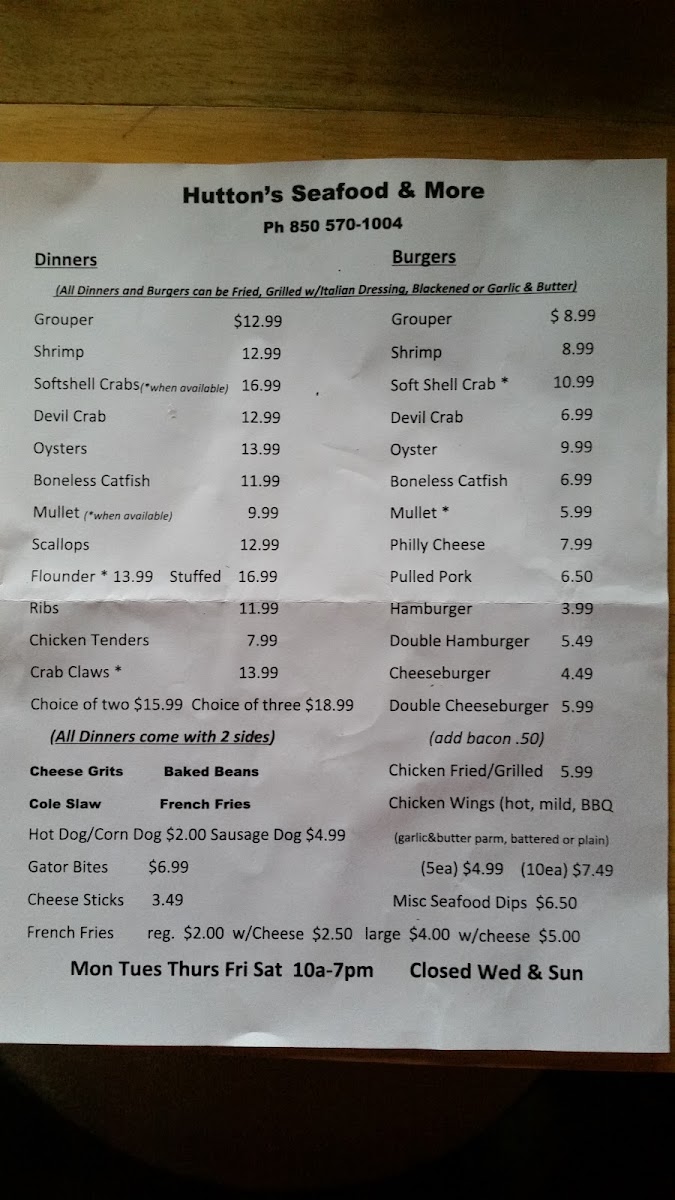 Hutton's Seafood & More
Ph 850 570-1004
Dinners
Burgers
(All Dinners and Burgers can be Fried, Grilled w/Italian Dressing, Blackened or Garlic & Butter)
Grouper $12.99
Shrimp 12.99
Softshell Crabs(*when available) 16.99
Devil Crab 12.99
Oysters 13.99
Boneless Catfish 11.99
Mullet (*when available) 9.99
Scallops 12.99
Flounder * 13.99 Stuffed 16.99
Ribs 11.99
Chicken Tenders 7.99
Crab Claws * 13.99
Choice of two $15.99 Choice of three $18.99
(All Dinners come with 2 sides)
Cheese Grits Baked Beans
Cole Slaw French Fries
Hot Dog/Corn Dog $2.00 Sausage Dog $4.99
Gator Bites $6.99
Cheese Sticks 3.49
Grouper $ 8.99
Shrimp 8.99
Soft Shell Crab * 10.99
Devil Crab 6.99
Oyster 9.99
Boneless Catfish 6.99
Mullet * 5.99
Philly Cheese 7.99
Pulled Pork 6.50
Hamburger 3.99
Double Hamburger 5.49
Cheeseburger 4.49
Double Cheeseburger 5.99
(add bacon .50)
Chicken Fried/Grilled 5.99
Chicken Wings (hot, mild, BBQ
(garlic&butter parm, battered or plain)
(5ea) $4.99 (10ea) $7.49
Misc Seafood Dips $6.50
French Fries reg. $2.00 w/Cheese $2.50 large $4.00 w/cheese $5.00
Mon Tues Thurs Fri Sat 10a-7pm Closed Wed & Sun